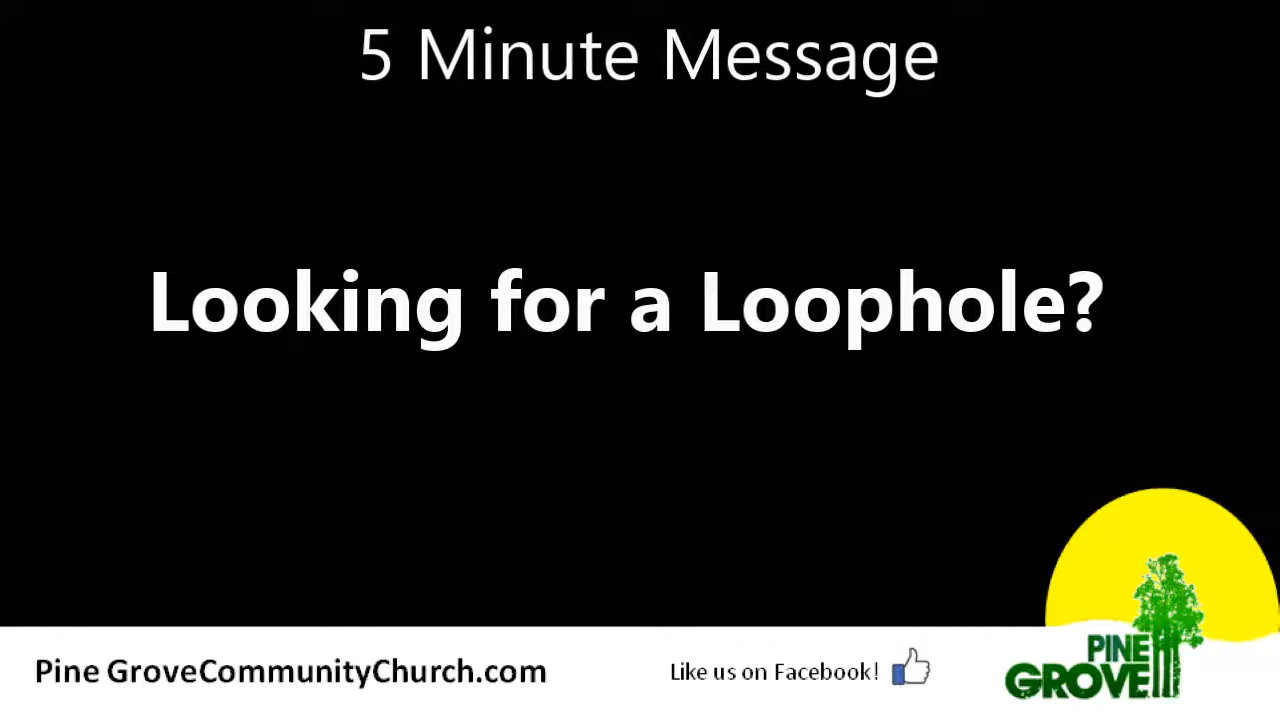 5 Minute Message
Looking for a Loophole?
Pine GroveCommunityChurch.com
Like us on Facebook!
PINE
GROVE